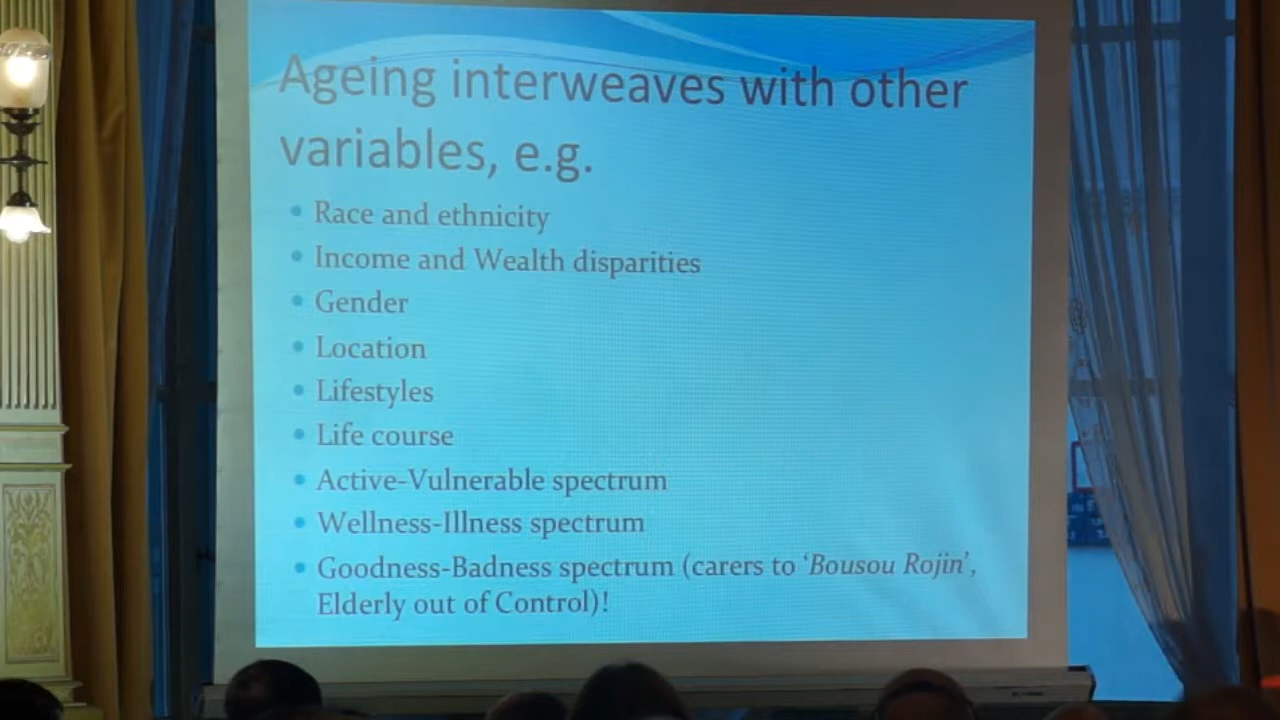 Ageing interweaves with other
variables, e.g.
• Race and ethnicity
• Income and Wealth disparities
• Gender
• Location
• Lifestyles
• Life course
• Active-Vulnerable spectrum
• Wellness-Illness spectrum
• Goodness-Badness spectrum (carers to ‘Bousou Rojin’,
Elderly out of Control)!